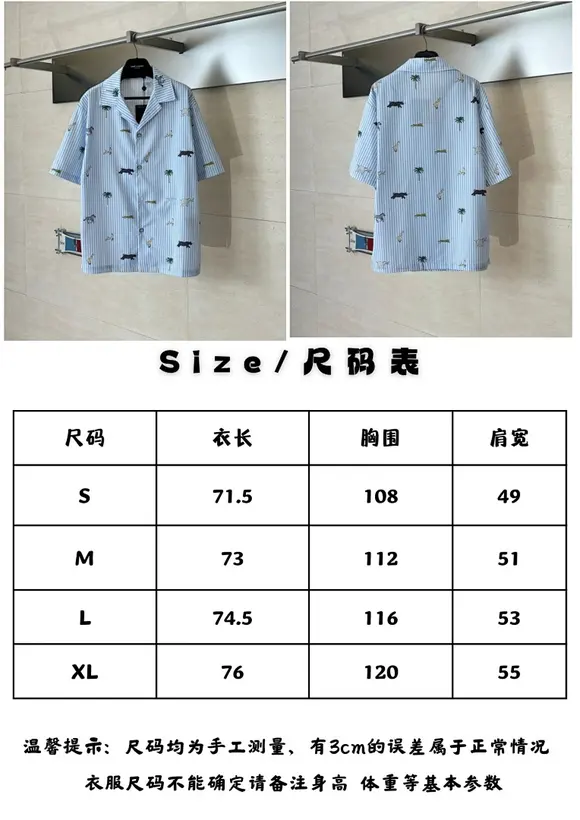 Size/尺码表
尺码 衣长 胸围 肩宽
S 71.5 108 49
M 73 112 51
L 74.5 116 53
XL 76 120 55
温馨提示：尺码均为手工测量、有3cm的误差属于正常情况
衣服尺码不能确定请备注身高 体重等基本参数